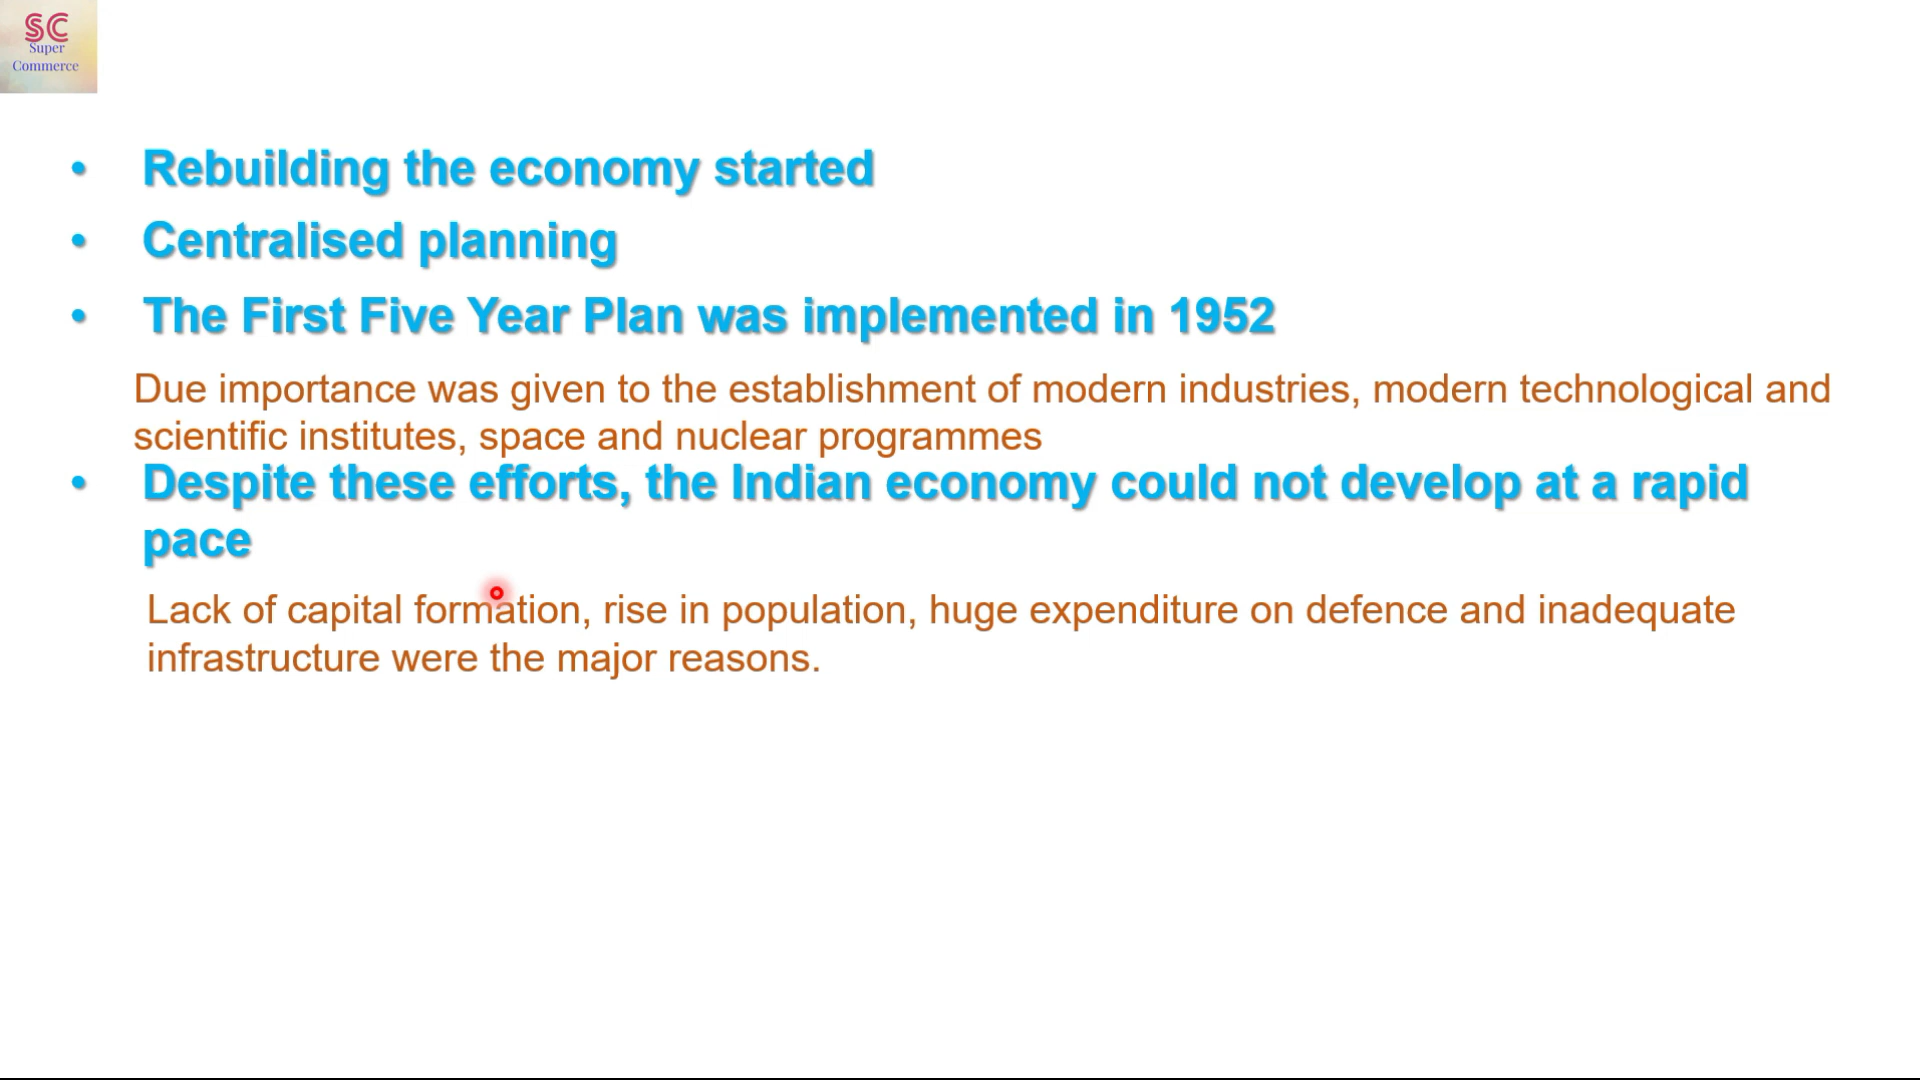 SC
Super
Commerce
• Rebuilding the economy started
• Centralised planning
• The First Five Year Plan was implemented in 1952
Due importance was given to the establishment of modern industries, modern technological and
scientific institutes, space and nuclear programmes
• Despite these efforts, the Indian economy could not develop at a rapid
pace
Lack of capital formation, rise in population, huge expenditure on defence and inadequate
infrastructure were the major reasons.